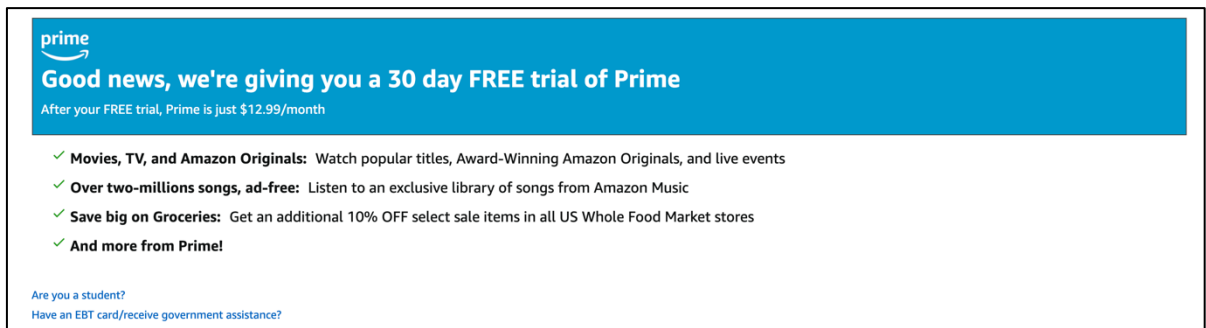 prime
Good news, we're giving you a 30 day FREE trial of Prime
After your FREE trial, Prime is just $12.99/month
Movies, TV, and Amazon Originals: Watch popular titles, Award-Winning Amazon Originals, and live events
Over two-millions songs, ad-free: Listen to an exclusive library of songs from Amazon Music
Save big on Groceries: Get an additional 10% OFF select sale items in all US Whole Food Market stores
And more from Prime!
Are you a student?
Have an EBT card/receive government assistance?